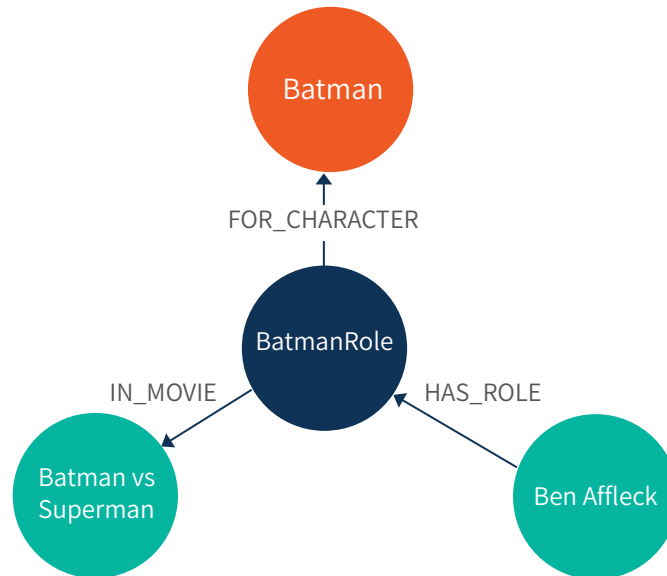 Batman
FOR_CHARACTER
BatmanRole
IN_MOVIE
HAS_ROLE
Batman vs
Superman
Ben Affleck